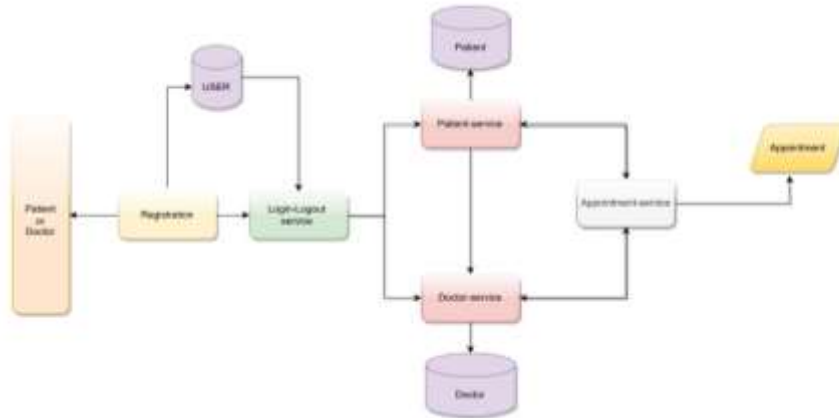 Patient
USER
Patient-service
Appointment
Patient
or
Doctor
Registration
Login-Logout
service
Appointment-service
Doctor-service
Doctor